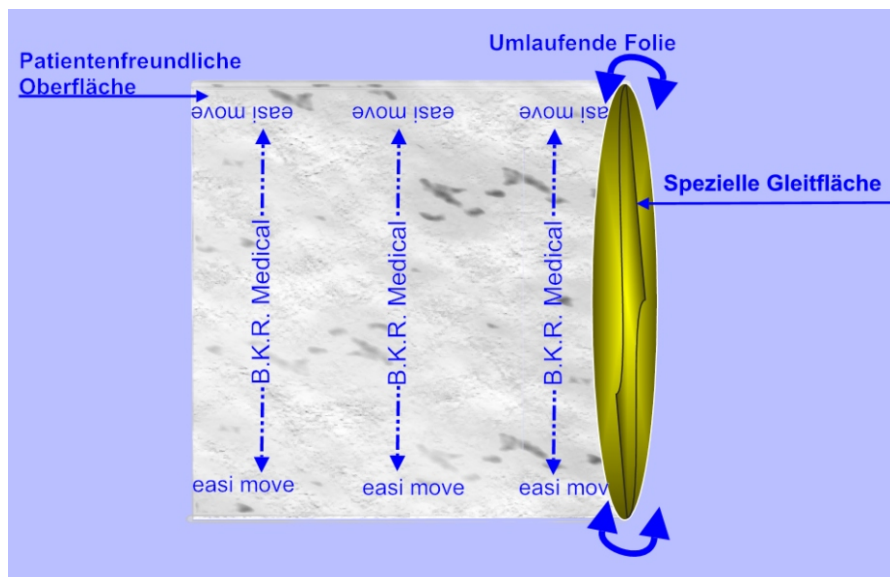 Umlaufende Folie
Patientenfreundliche
Oberfläche
easi move
easi move
easi move
Spezielle Gleitfläche
B.K.R. Medical
B.K.R. Medical
B.K.R. Medical
easi move
easi move
easi mov